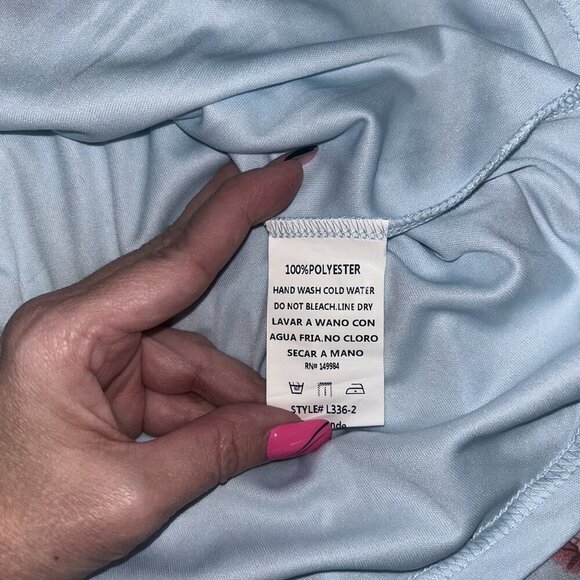 100%POLYESTER
HAND WASH COLD WATER
DO NOT BLEACH.LINE DRY
LAVAR A WANO CON
AGUA FRIA.NO CLORO
SECAR A MANO
RN# 149984
STYLE# L336-2